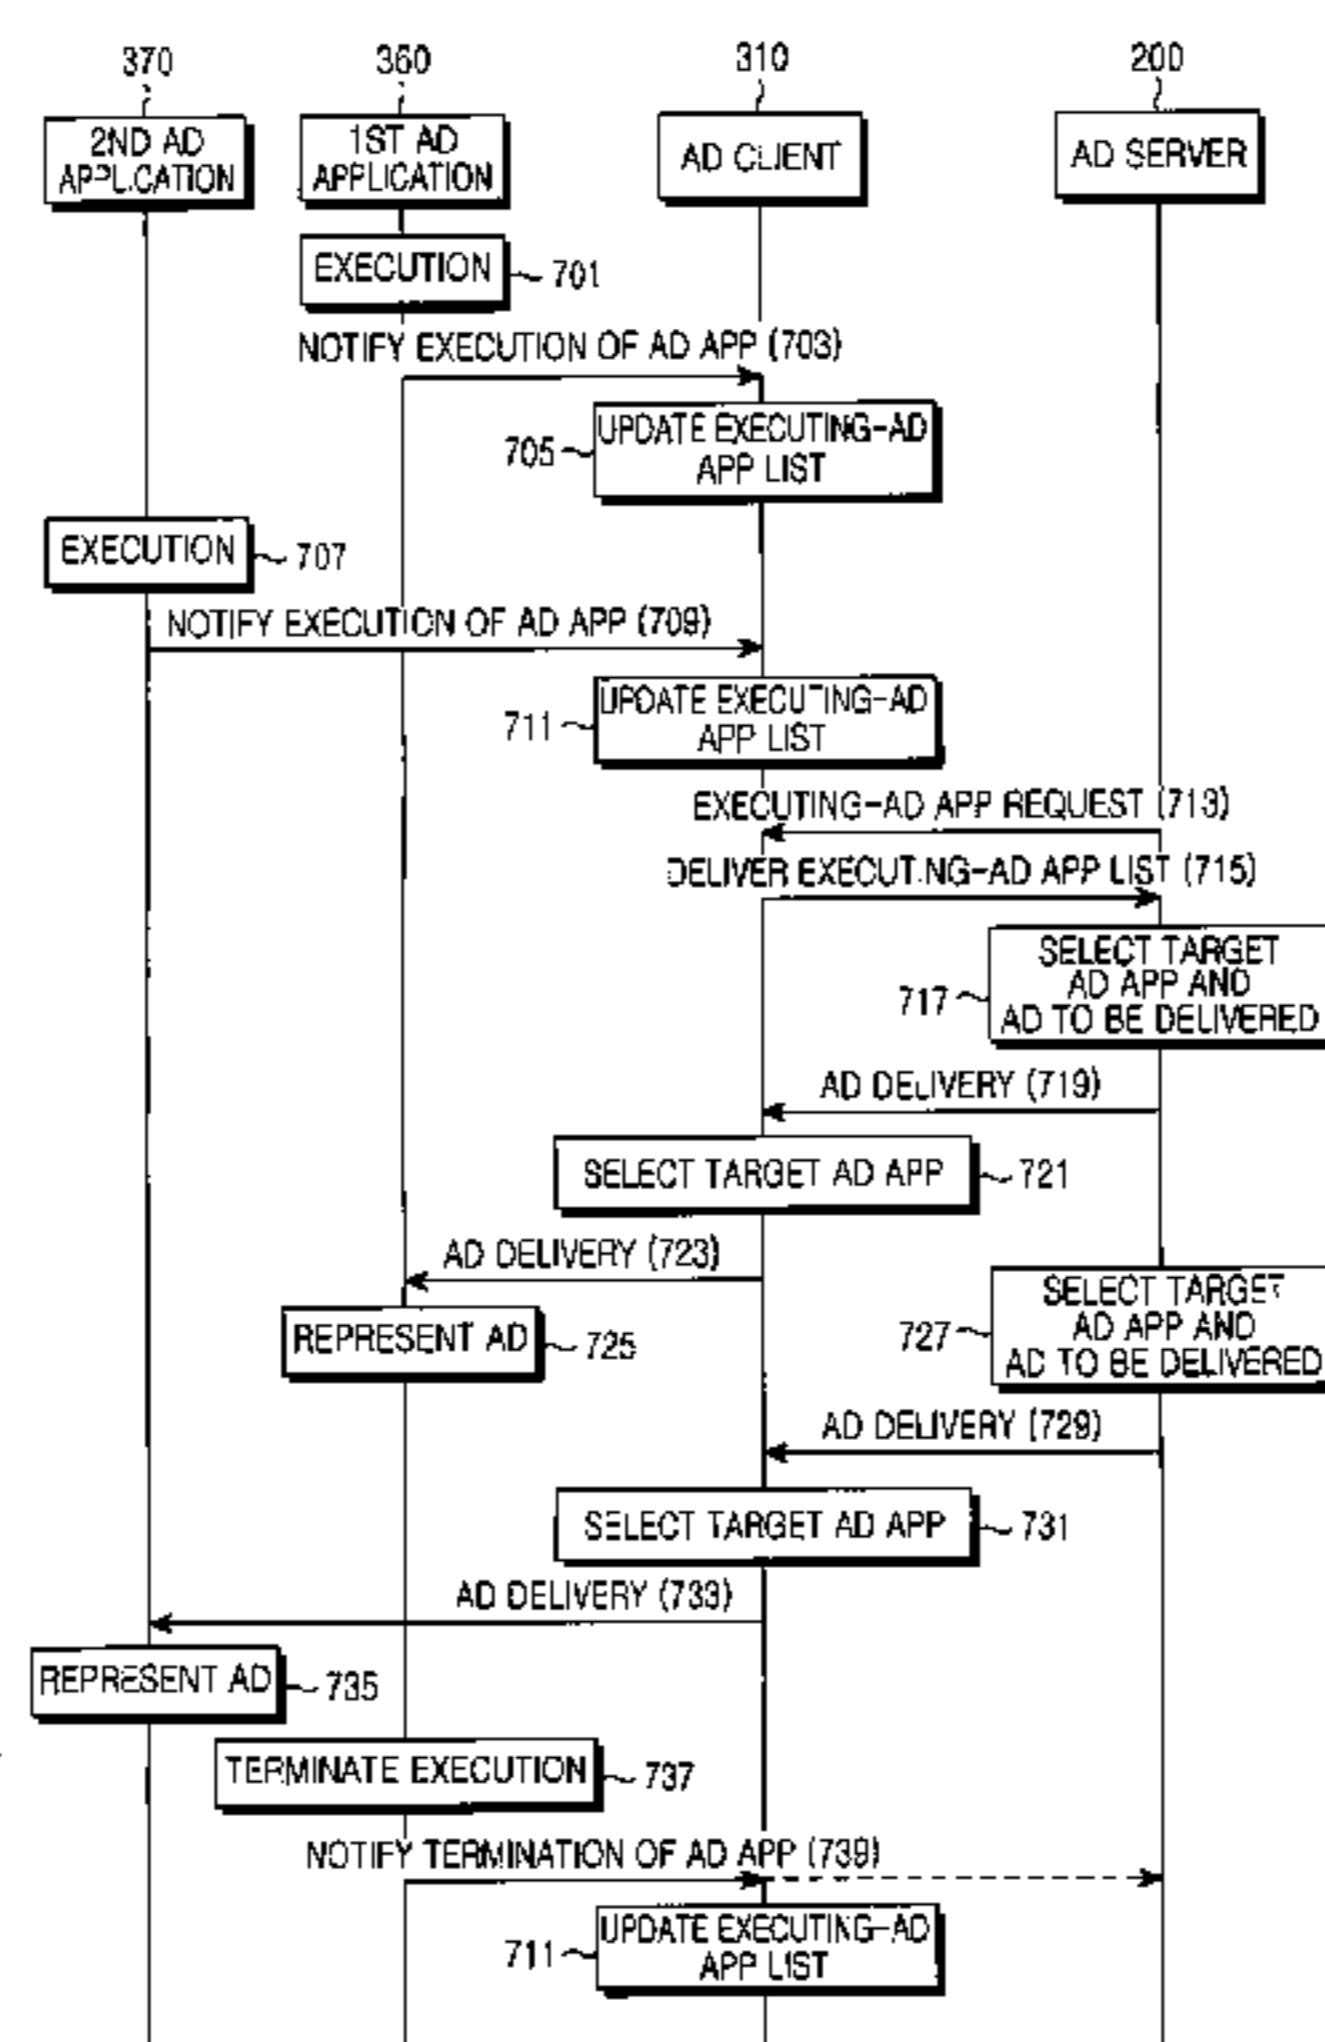 370
360
310
200
2ND AD
APPLICATION
1ST AD
APPLICATION
AD CLIENT
AD SERVER
EXECUTION
701
NOTIFY EXECUTION OF AD APP (703)
705
UPDATE EXECUTING-AD
APP LIST
EXECUTION
707
NOTIFY EXECUTION OF AD APP (709)
711
UPDATE EXECUTING-AD
APP LIST
EXECUTING-AD APP REQUEST (713)
DELIVER EXECUTING-AD APP LIST (715)
717
SELECT TARGET
AD APP AND
AD TO BE DELIVERED
AD DELIVERY (719)
SELECT TARGET AD APP
721
AD DELIVERY (723)
REPRESENT AD
725
727
SELECT TARGET
AD APP AND
AD TO BE DELIVERED
AD DELIVERY (729)
SELECT TARGET AD APP
731
AD DELIVERY (733)
REPRESENT AD
735
TERMINATE EXECUTION
737
NOTIFY TERMINATION OF AD APP (739)
711
UPDATE EXECUTING-AD
APP LIST